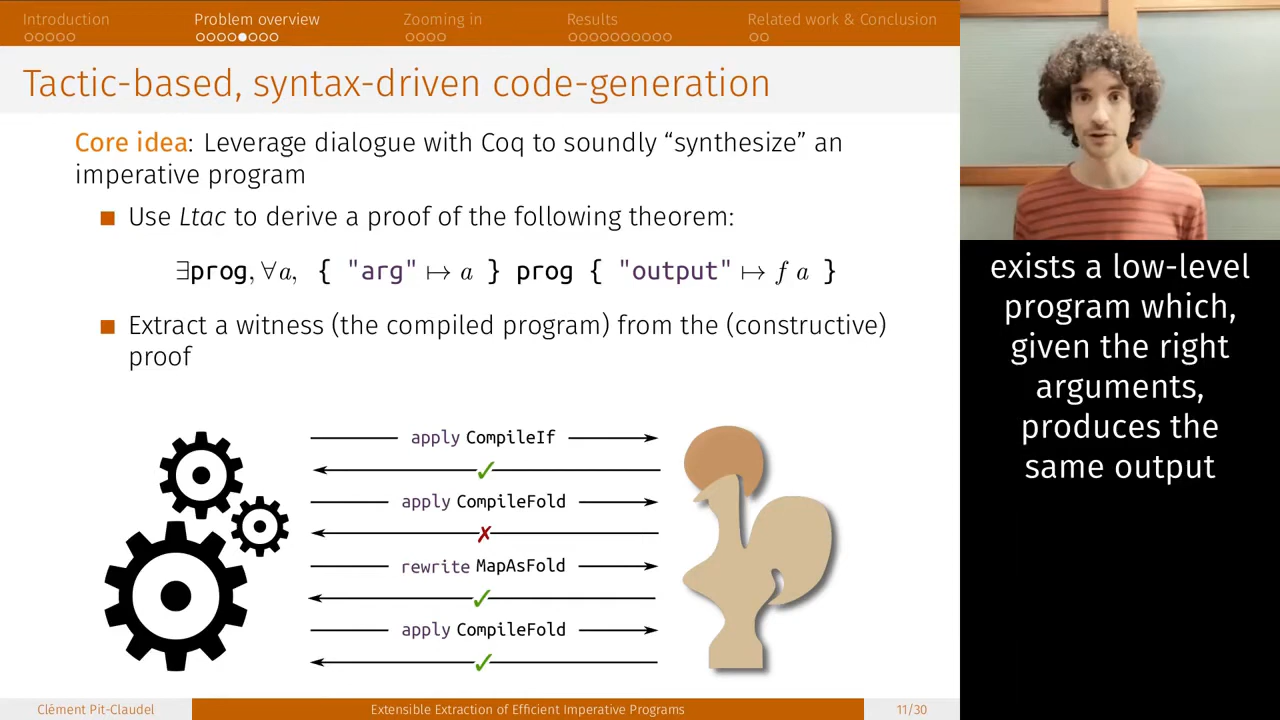 Introduction
Problem overview
Zooming in
Results
Related work & Conclusion
Tactic-based, syntax-driven code-generation
Core idea: Leverage dialogue with Coq to soundly “synthesize” an
imperative program
Use Ltac to derive a proof of the following theorem:
∃prog, ∀a, { "arg" ↦ a } prog { "output" ↦ f a }
Extract a witness (the compiled program) from the (constructive)
proof
apply CompileIf
✓
apply CompileFold
✗
rewrite MapAsFold
✓
apply CompileFold
✓
Clément Pit-Claudel
Extensible Extraction of Efficient Imperative Programs
11/30
exists a low-level
program which,
given the right
arguments,
produces the
same output